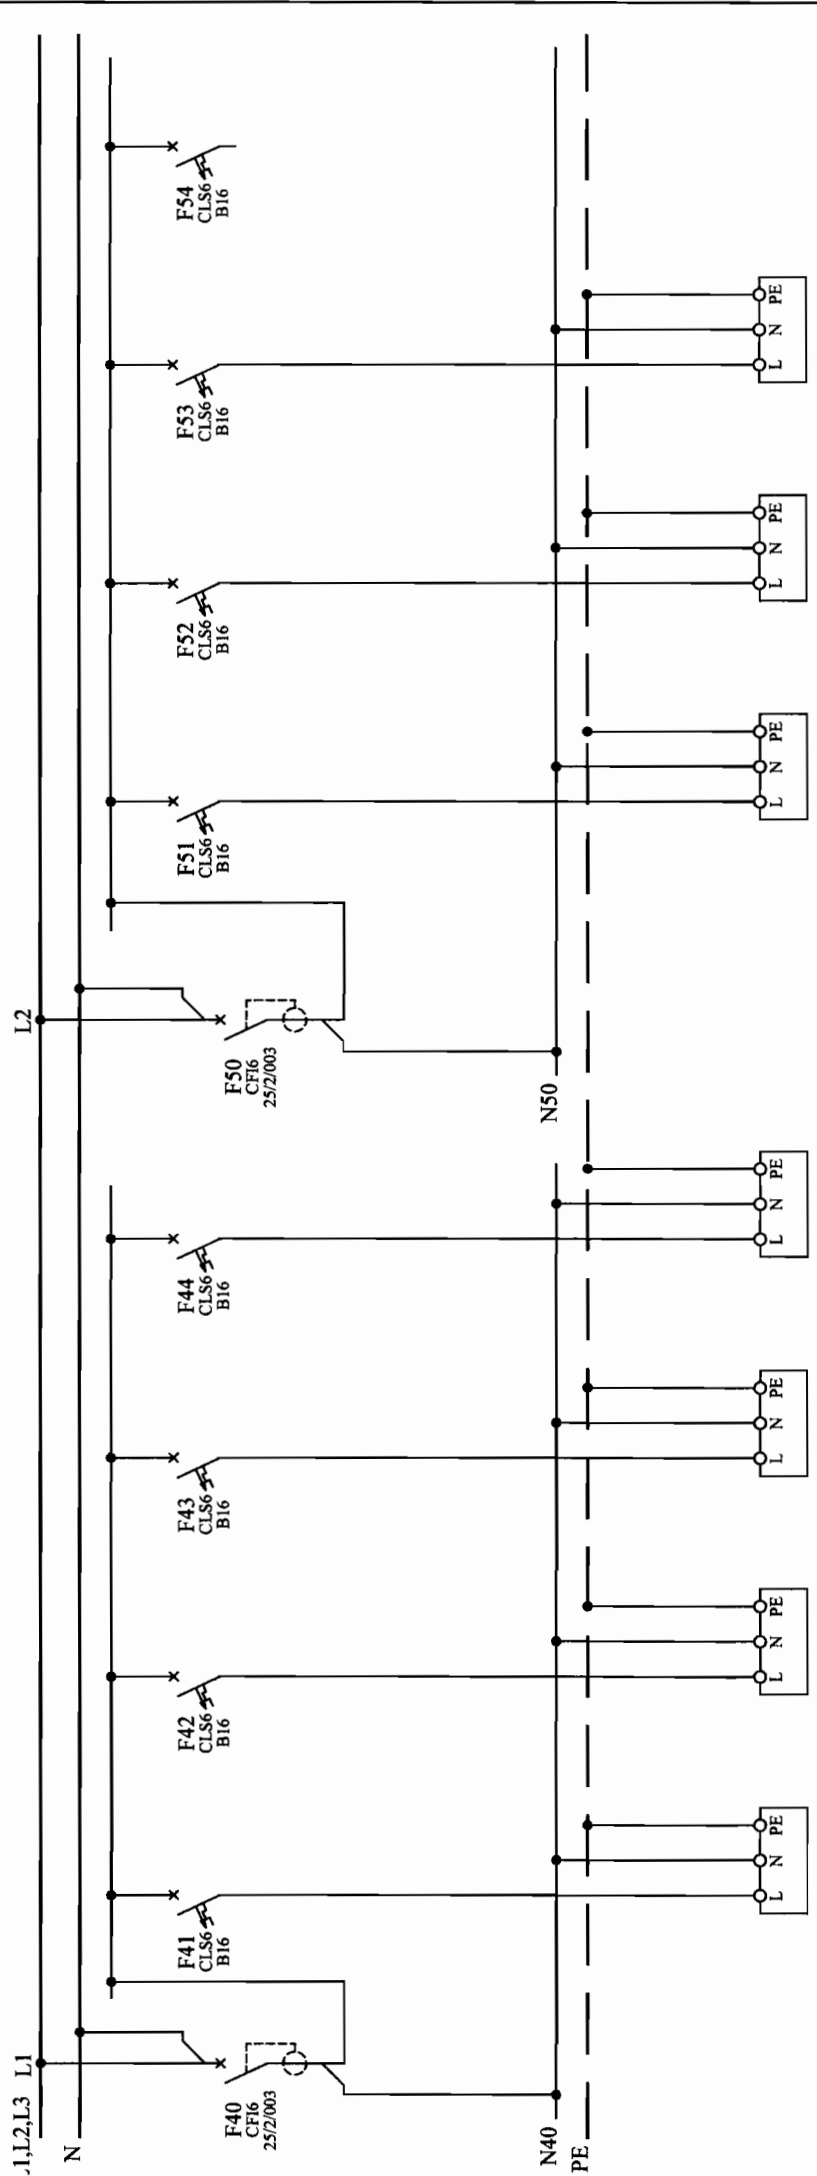 .1,L2,L3
L1
N
F40
CFI6
25/2/003
F41
CLS6
B16
F42
CLS6
B16
F43
CLS6
B16
F44
CLS6
B16
L2
F50
CFI6
25/2/003
F51
CLS6
B16
F52
CLS6
B16
F53
CLS6
B16
F54
CLS6
B16
N40
PE
N50
L N PE
L N PE
L N PE
L N PE
L N PE
L N PE
L N PE